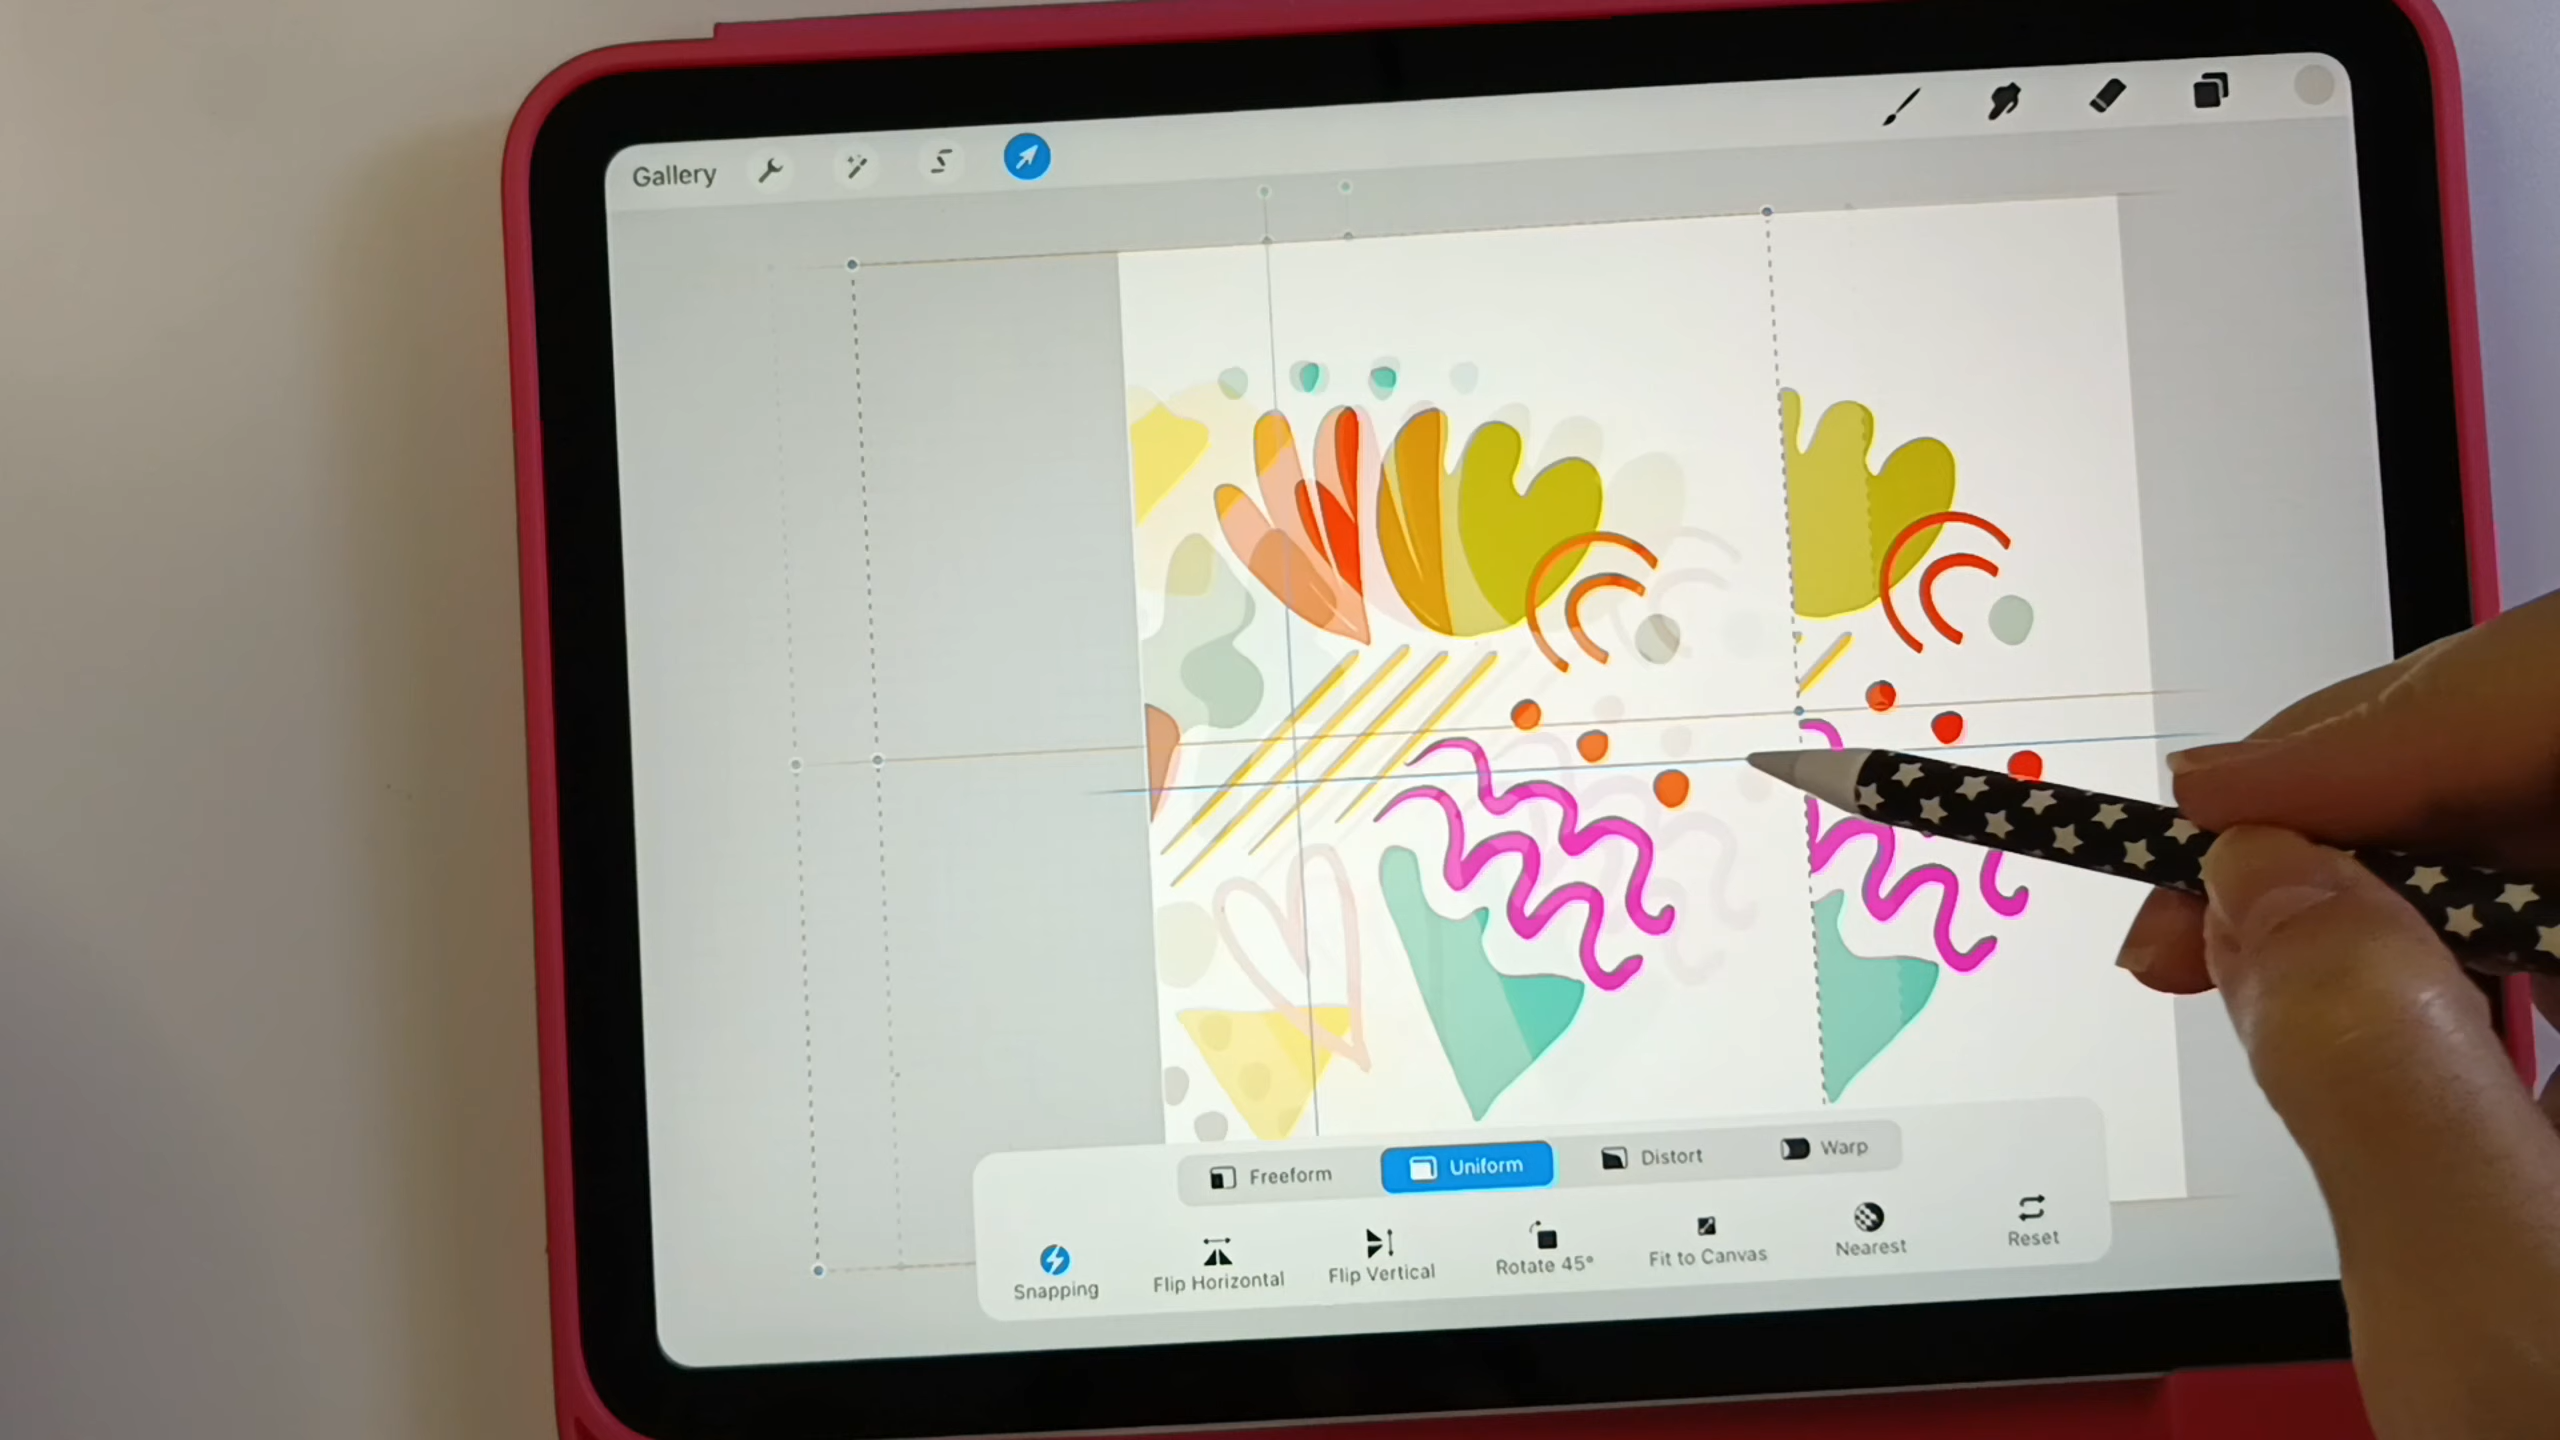 Gallery
Freeform Uniform Distort Warp
Snapping Flip Horizontal Flip Vertical Rotate 45° Fit to Canvas Nearest Reset